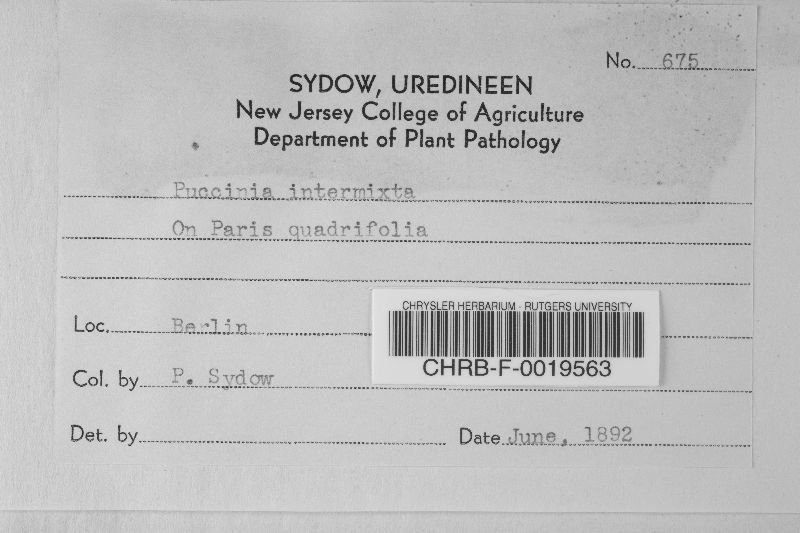 No. 675
SYDOW, UREDINEEN
New Jersey College of Agriculture
Department of Plant Pathology
Puccinia intermixta
On Paris quadrifolia
Loc. Berlin
CHRYSLER HERBARIUM - RUTGERS UNIVERSITY
CHRB-F-0019563
Col. by P. Sydow
Det. by
Date June, 1892